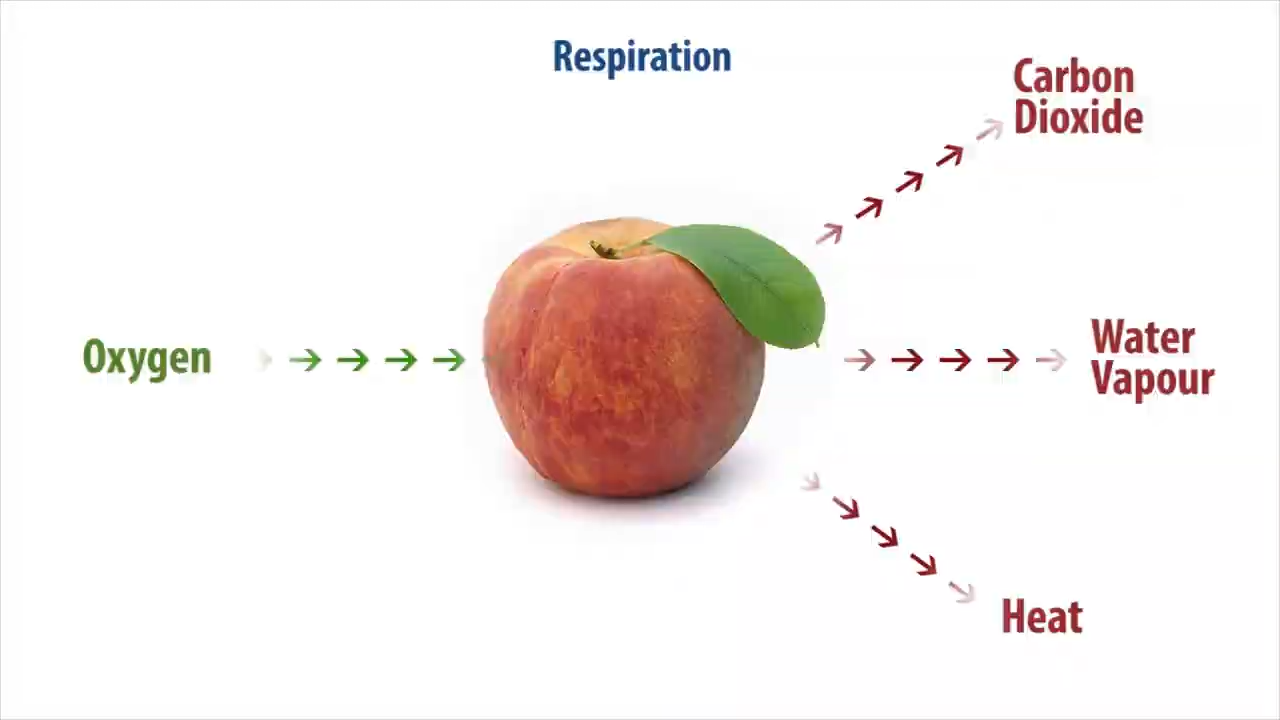 Respiration
Carbon
Dioxide
Oxygen
Water
Vapour
Heat